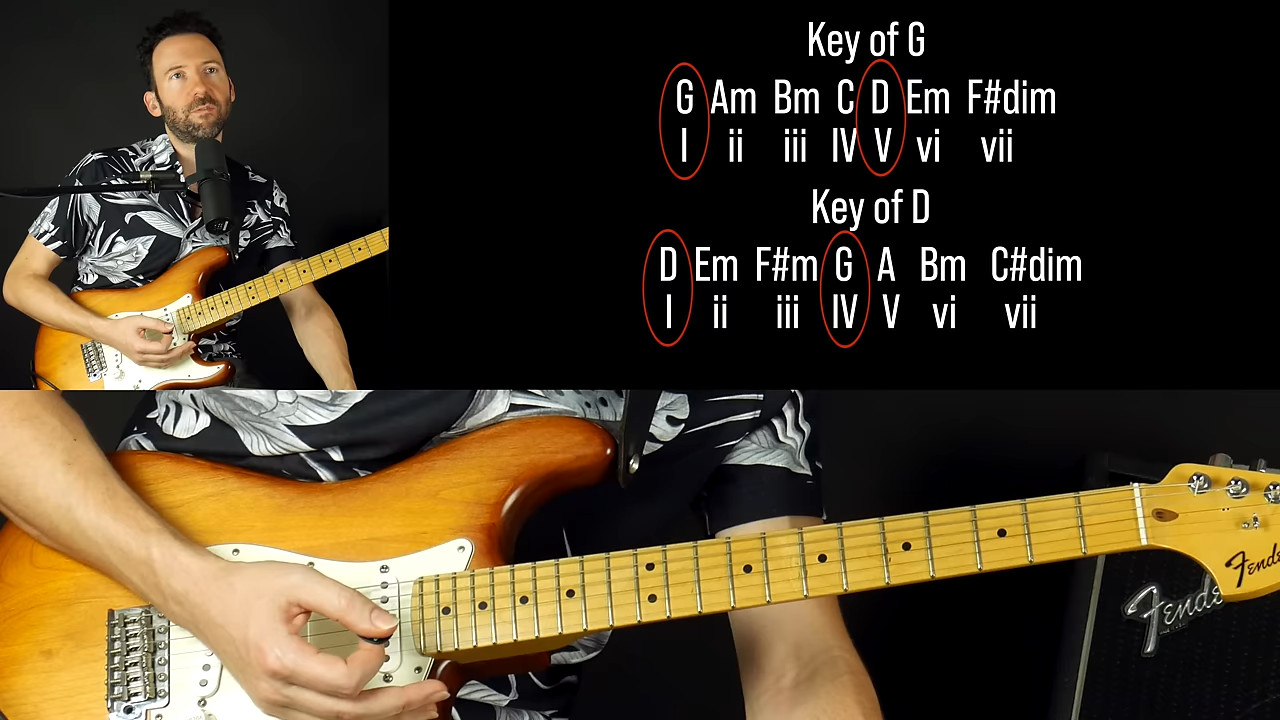 Key of G
G Am Bm C D Em F#dim
I ii iii IV V vi vii
Key of D
D Em F#m G A Bm C#dim
I ii iii IV V vi vii
Fender